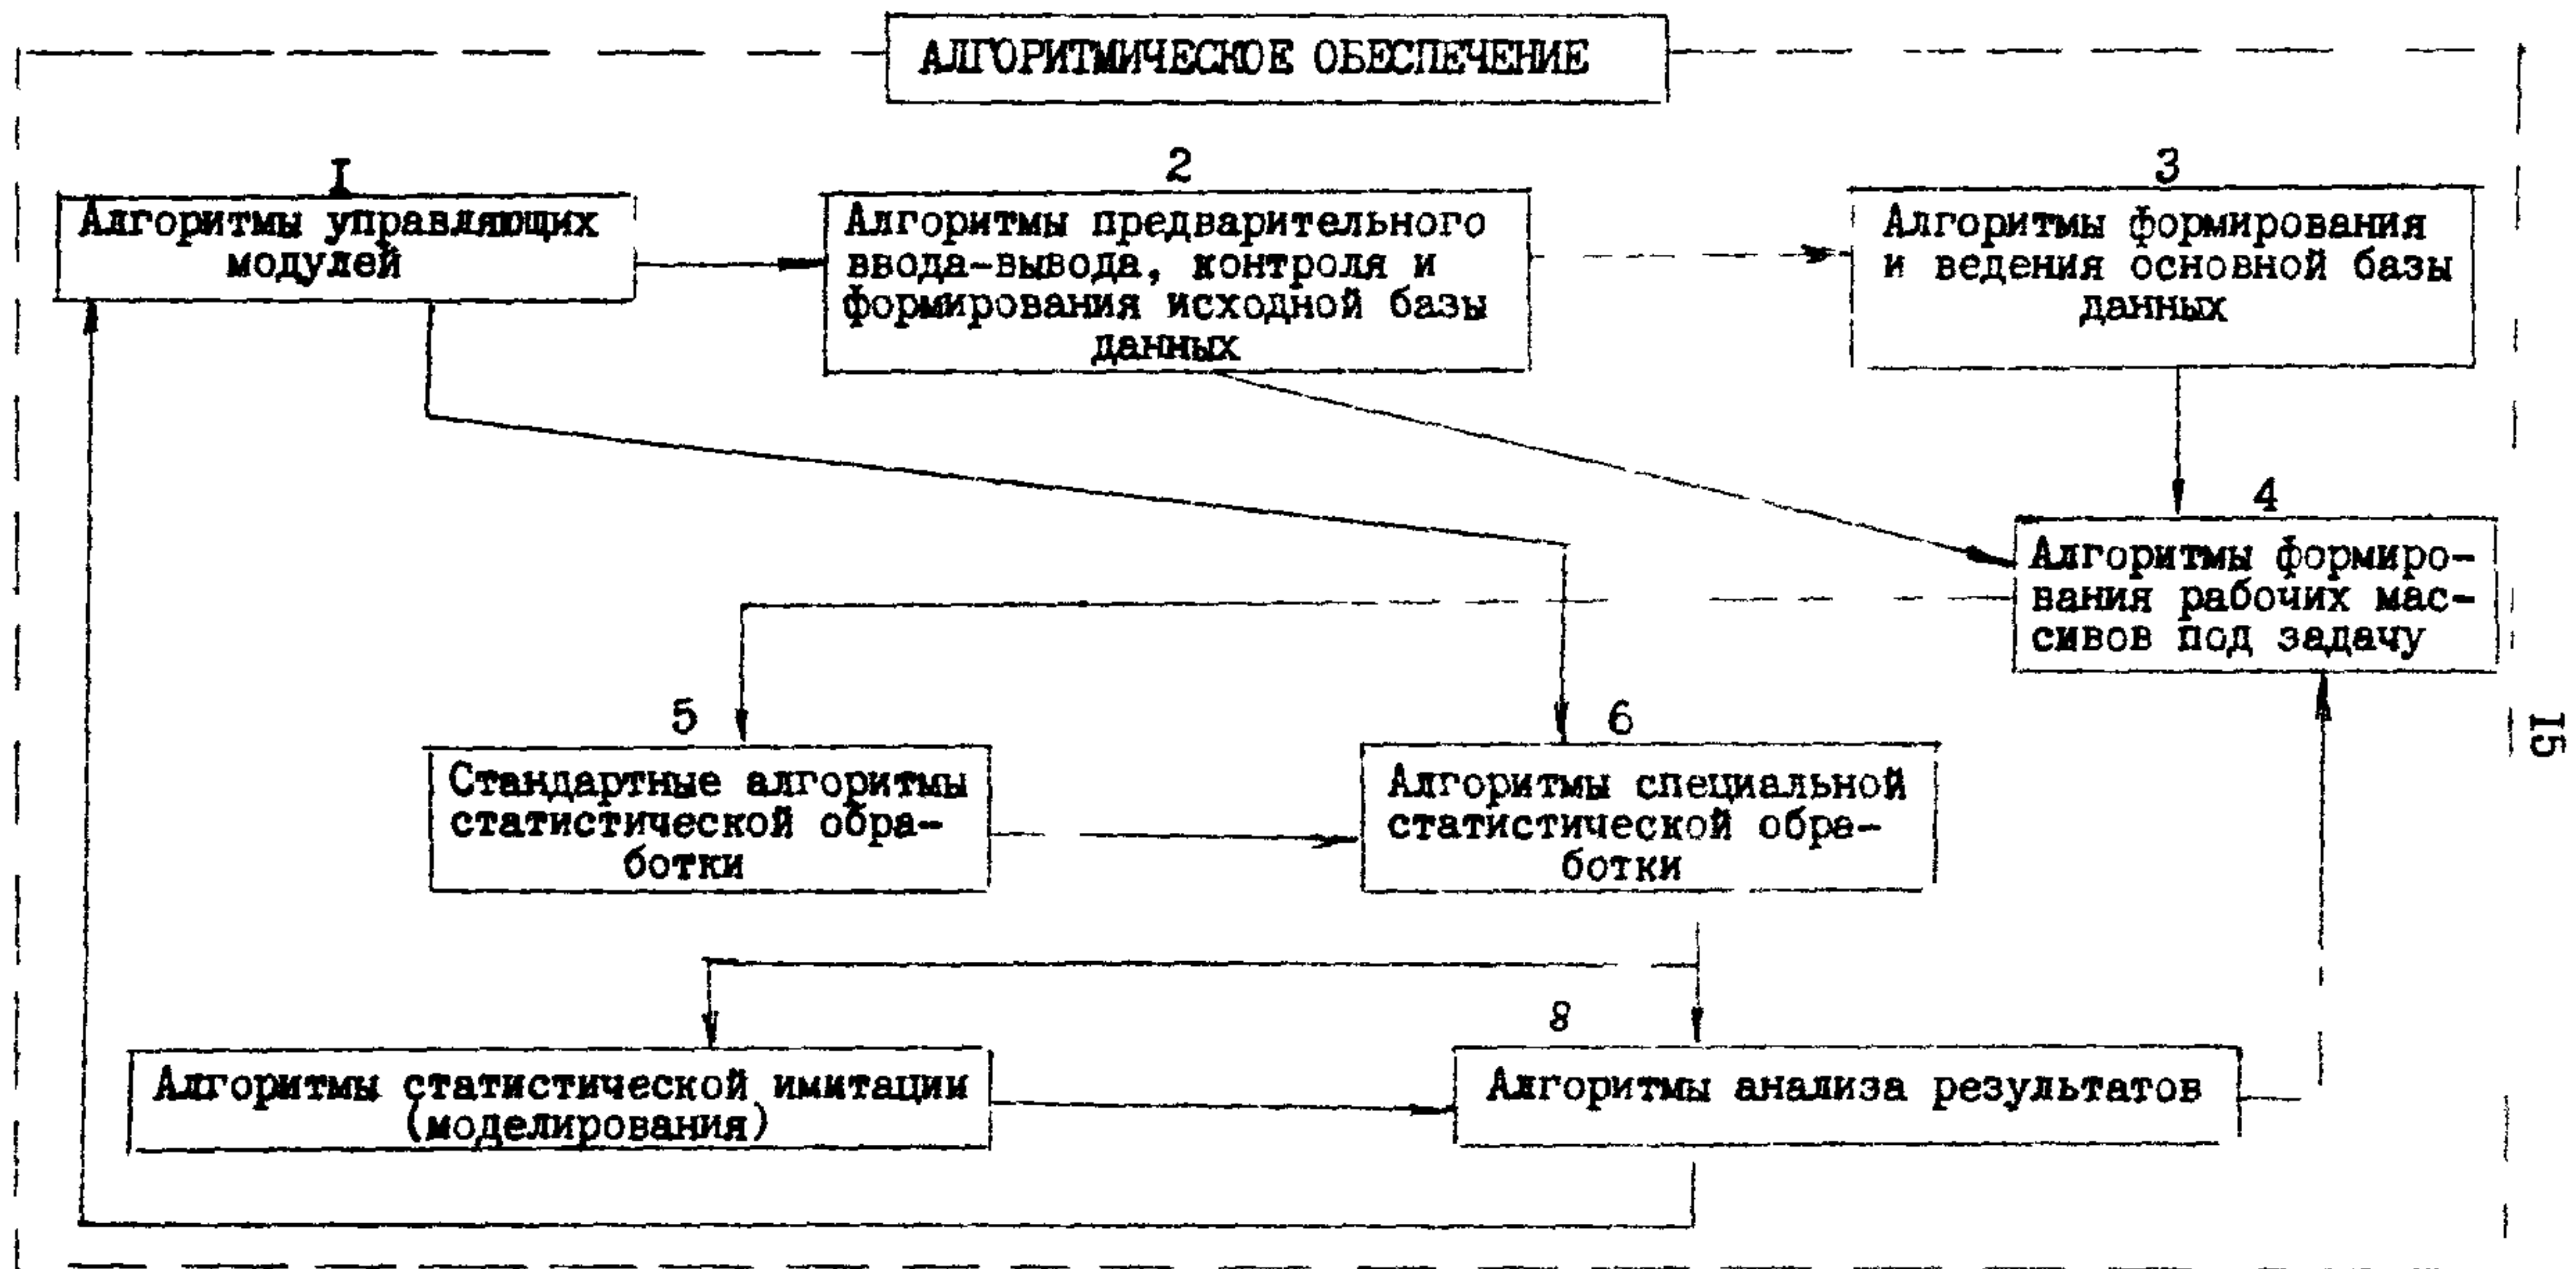 АЛГОРИТМИЧЕСКОЕ ОБЕСПЕЧЕНИЕ
I
Алгоритмы управляющих
модулей
2
Алгоритмы предварительного
ввода-вывода, контроля и
формирования исходной базы
данных
3
Алгоритмы формирования
и ведения основной базы
данных
4
Алгоритмы формиро-
вания рабочих мас-
сивов под задачу
5
Стандартные алгоритмы
статистической обра-
ботки
6
Алгоритмы специальной
статистической обра-
ботки
Алгоритмы статистической имитации
(моделирования)
8
Алгоритмы анализа результатов
I5